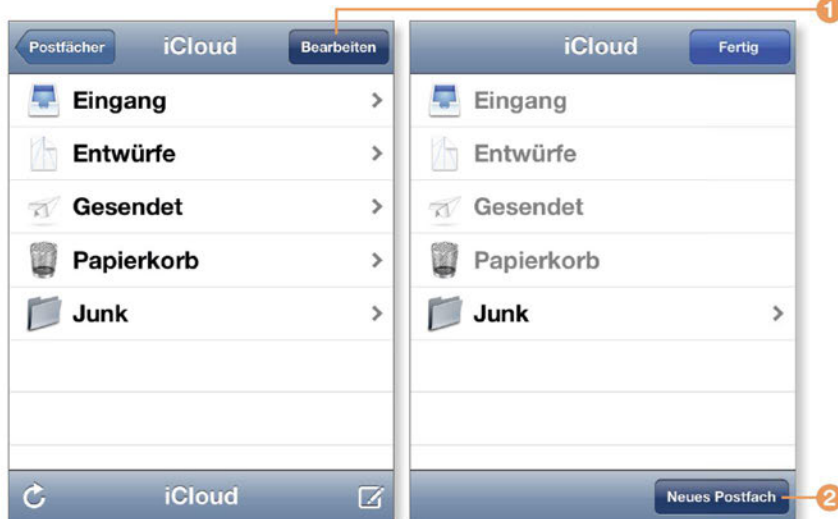 1
Postfächer iCloud Bearbeiten
Eingang
Entwürfe
Gesendet
Papierkorb
Junk
iCloud
iCloud Fertig
Eingang
Entwürfe
Gesendet
Papierkorb
Junk
Neues Postfach
2